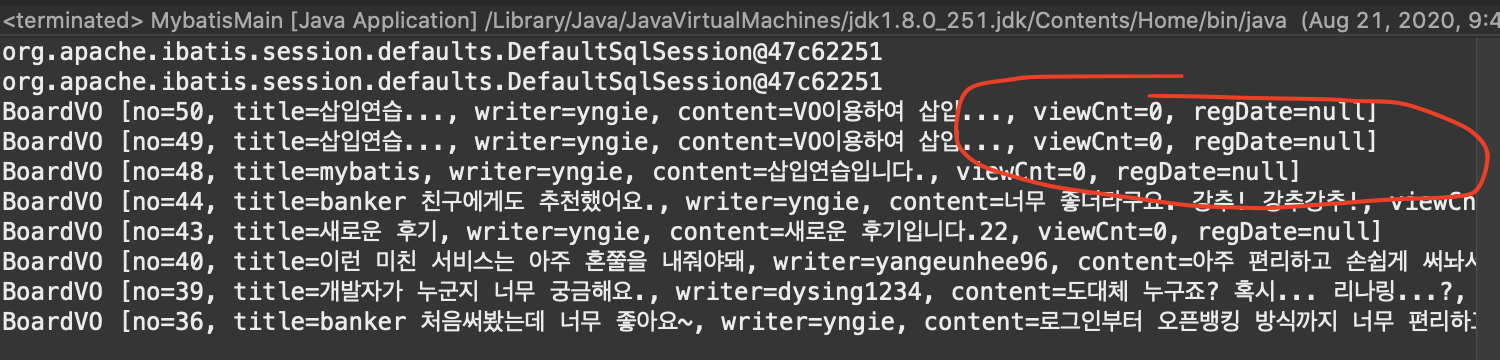 <terminated> MybatisMain [Java Application] /Library/Java/JavaVirtualMachines/jdk1.8.0_251.jdk/Contents/Home/bin/java (Aug 21, 2020, 9:4
org.apache.ibatis.session.defaults.DefaultSqlSession@47c62251
org.apache.ibatis.session.defaults.DefaultSqlSession@47c62251
BoardVO [no=50, title=삽입연습..., writer=yngie, content=VO이용하여 삽입..., viewCnt=0, regDate=null]
BoardVO [no=49, title=삽입연습..., writer=yngie, content=VO이용하여 삽입..., viewCnt=0, regDate=null]
BoardVO [no=48, title=mybatis, writer=yngie, content=삽입연습입니다., viewCnt=0, regDate=null]
BoardVO [no=44, title=banker 친구에게도 추천했어요., writer=yngie, content=너무 좋더라구요. 강추! 강추강추!, viewCn
BoardVO [no=43, title=새로운 후기, writer=yngie, content=새로운 후기입니다.22, viewCnt=0, regDate=null]
BoardVO [no=40, title=이런 미친 서비스는 아주 혼쭐을 내줘야돼, writer=yangeunhee96, content=아주 편리하고 손쉽게 써놔서
BoardVO [no=39, title=개발자가 누군지 너무 궁금해요., writer=dysing1234, content=도대체 누구죠? 혹시... 리나링...?,
BoardVO [no=36, title=banker 처음써봤는데 너무 좋아요~, writer=yngie, content=로그인부터 오픈뱅킹 방식까지 너무 편리하고